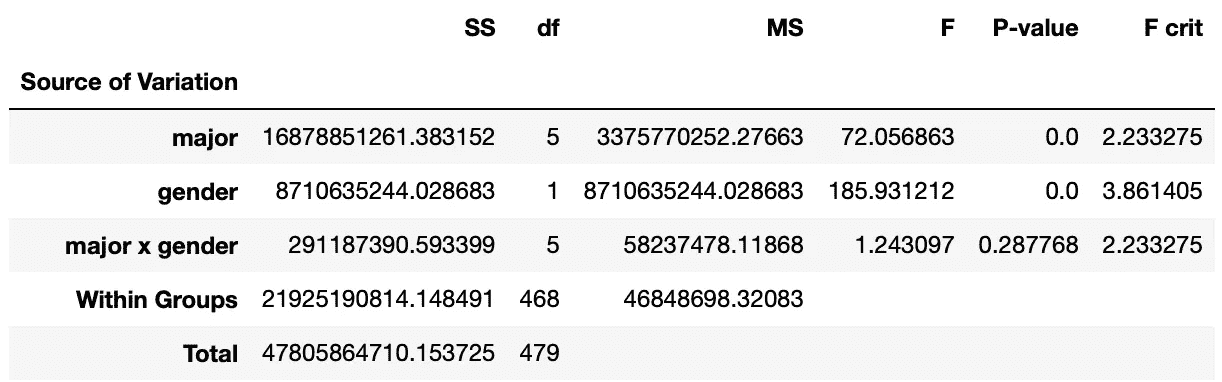 SS df MS F P-value F crit
Source of Variation
major 16878851261.383152 5 3375770252.27663 72.056863 0.0 2.233275
gender 8710635244.028683 1 8710635244.028683 185.931212 0.0 3.861405
major x gender 291187390.593399 5 58237478.11868 1.243097 0.287768 2.233275
Within Groups 21925190814.148491 468 46848698.32083
Total 47805864710.153725 479